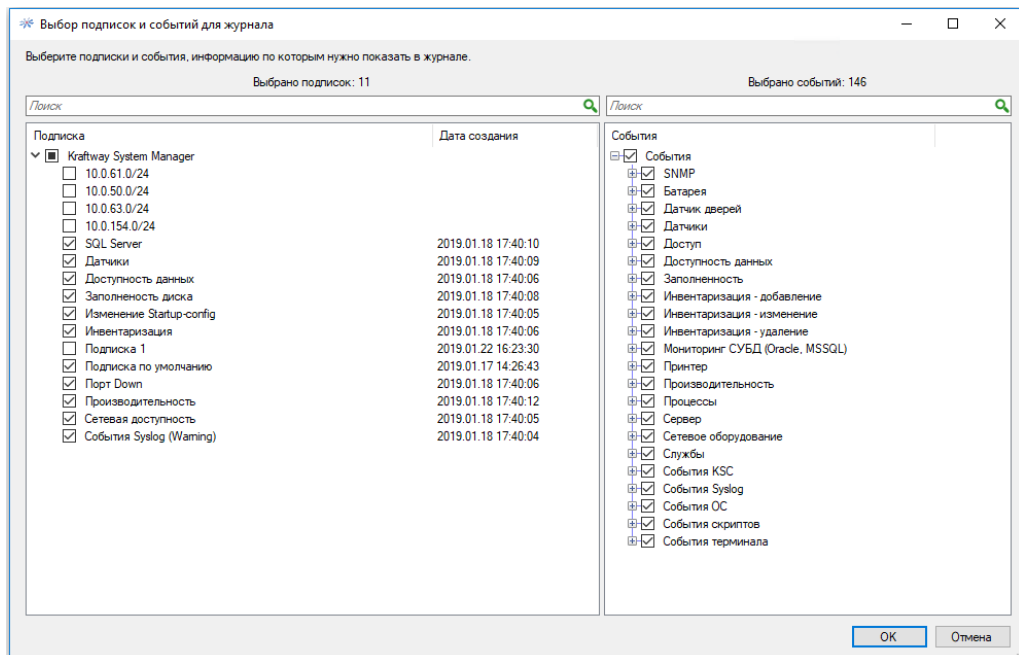 Выбор подписок и событий для журнала
Выберите подписки и события, информацию по которым нужно показать в журнале.
Выбрано подписок: 11
Поиск
Подписка Дата создания
Kraftway System Manager
10.0.61.0/24
10.0.50.0/24
10.0.63.0/24
10.0.154.0/24
SQL Server 2019.01.18 17:40:10
Датчики 2019.01.18 17:40:09
Доступность данных 2019.01.18 17:40:06
Заполненость диска 2019.01.18 17:40:08
Изменение Startup-config 2019.01.18 17:40:05
Инвентаризация 2019.01.18 17:40:06
Подписка 1 2019.01.22 16:23:30
Подписка по умолчанию 2019.01.17 14:26:43
Порт Down 2019.01.18 17:40:06
Производительность 2019.01.18 17:40:12
Сетевая доступность 2019.01.18 17:40:05
События Syslog (Warning) 2019.01.18 17:40:04
Выбрано событий: 146
Поиск
События
События
SNMP
Батарея
Датчик дверей
Датчики
Доступ
Доступность данных
Заполненность
Инвентаризация - добавление
Инвентаризация - изменение
Инвентаризация - удаление
Мониторинг СУБД (Oracle, MSSQL)
Принтер
Производительность
Процессы
Сервер
Сетевое оборудование
Службы
События KSC
События Syslog
События ОС
События скриптов
События терминала
OK
Отмена